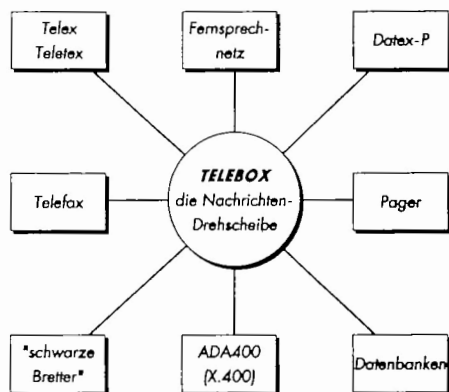 Telex
Teletex
Fernsprech-
netz
Datex-P
Telefax
TELEBOX
die Nachrichten-
Drehscheibe
Pager
"schwarze
Bretter"
ADA400
(X.400)
Datenbanken